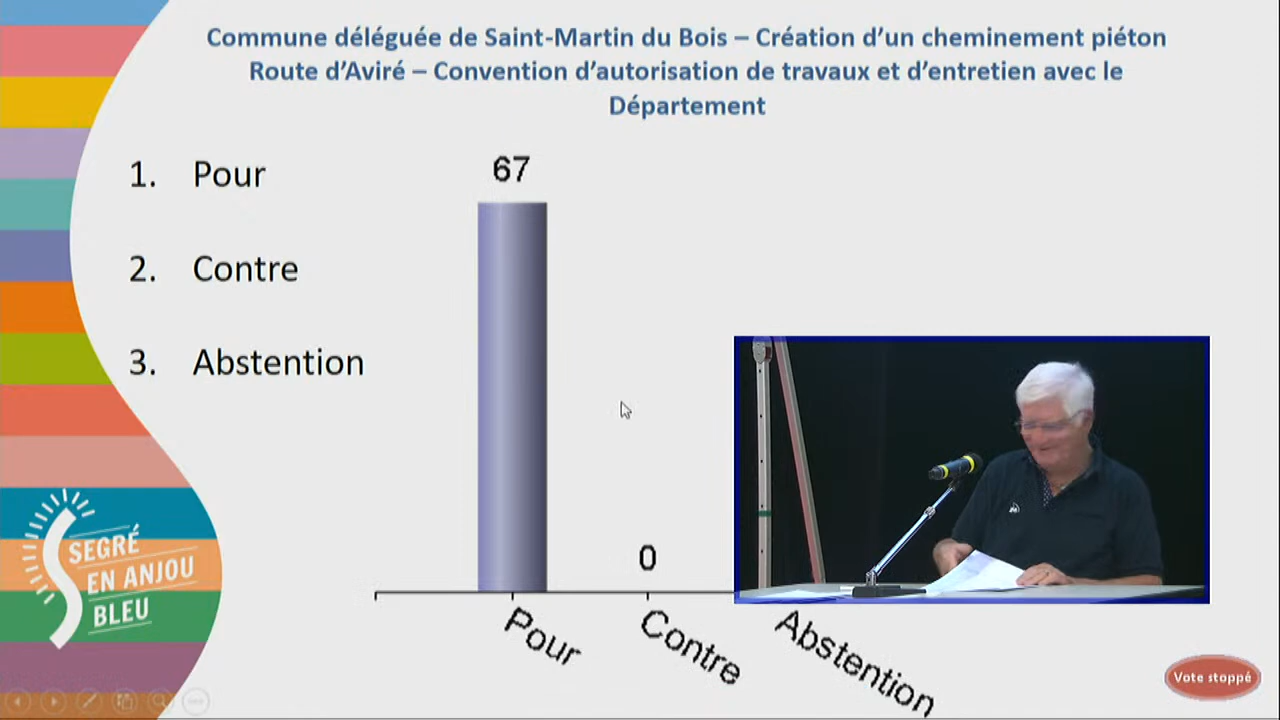 Commune déléguée de Saint-Martin du Bois – Création d'un cheminement piéton
Route d'Aviré – Convention d'autorisation de travaux et d'entretien avec le
Département
1. Pour
2. Contre
3. Abstention
67
0
Pour
Contre
Abstention
SEGRÉ
EN ANJOU
BLEU
Vote stoppé